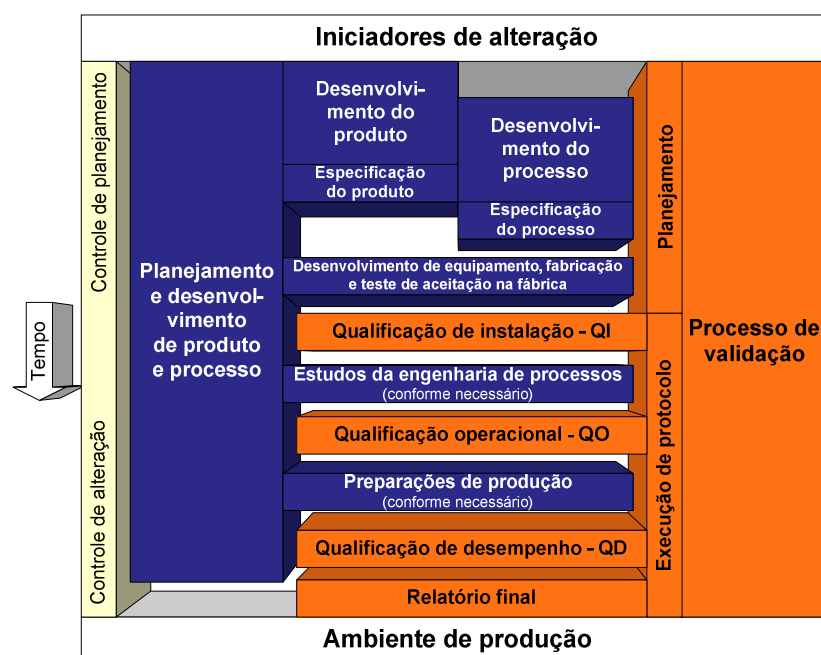 Iniciadores de alteração
Controle de planejamento
Controle de alteração
Tempo
Planejamento
e desenvol-
vimento
de produto
e processo
Desenvolvi-
mento do
produto
Especificação
do produto
Desenvolvi-
mento do
processo
Especificação
do processo
Desenvolvimento de equipamento, fabricação
e teste de aceitação na fábrica
Qualificação de instalação - QI
Estudos da engenharia de processos
(conforme necessário)
Qualificação operacional - QO
Preparações de produção
(conforme necessário)
Qualificação de desempenho - QD
Relatório final
Planejamento
Execução de protocolo
Processo de
validação
Ambiente de produção